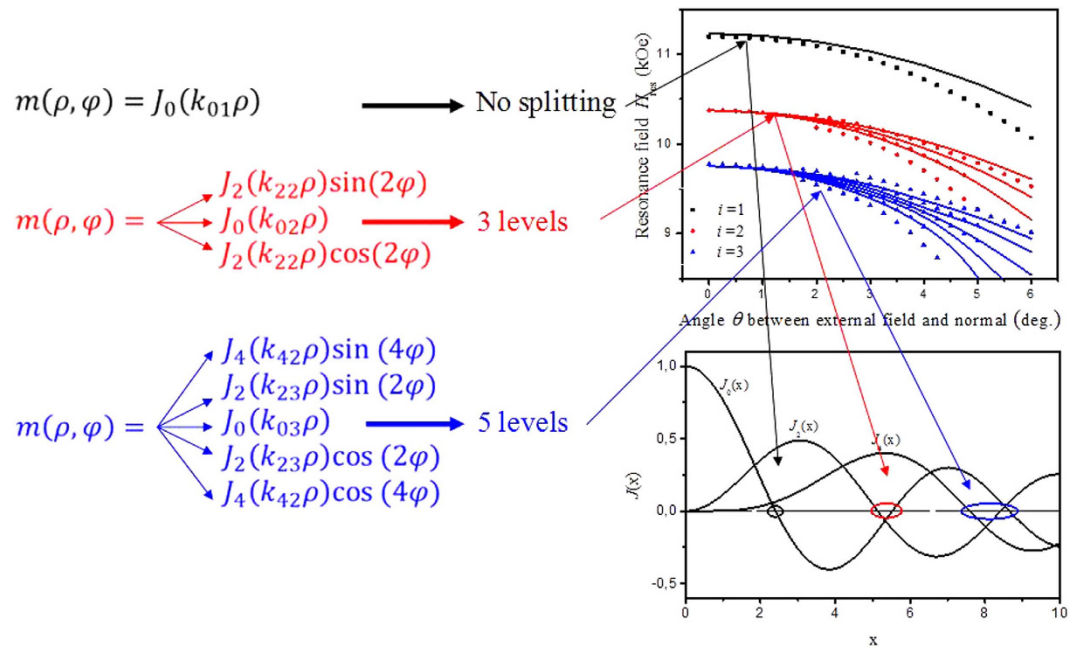 m(ρ, φ) = J₀(k₀₁ρ)
No splitting
J₂(k₂₂ρ)sin(2φ)
m(ρ, φ) =
J₀(k₀₂ρ)
3 levels
J₂(k₂₂ρ)cos(2φ)
J₄(k₄₂ρ)sin (4φ)
J₂(k₂₃ρ)sin (2φ)
m(ρ, φ) =
J₀(k₀₃ρ)
5 levels
J₂(k₂₃ρ)cos (2φ)
J₄(k₄₂ρ)cos (4φ)
Resonance field H_res (kOe)
11
10
9
i=1
i=2
i=3
0 1 2 3 4 5 6
Angle θ between external field and normal (deg.)
J(x)
1,0
0,5
0,0
-0,5
J₀(x)
J₂(x)
0 2 4 6 8 10
x